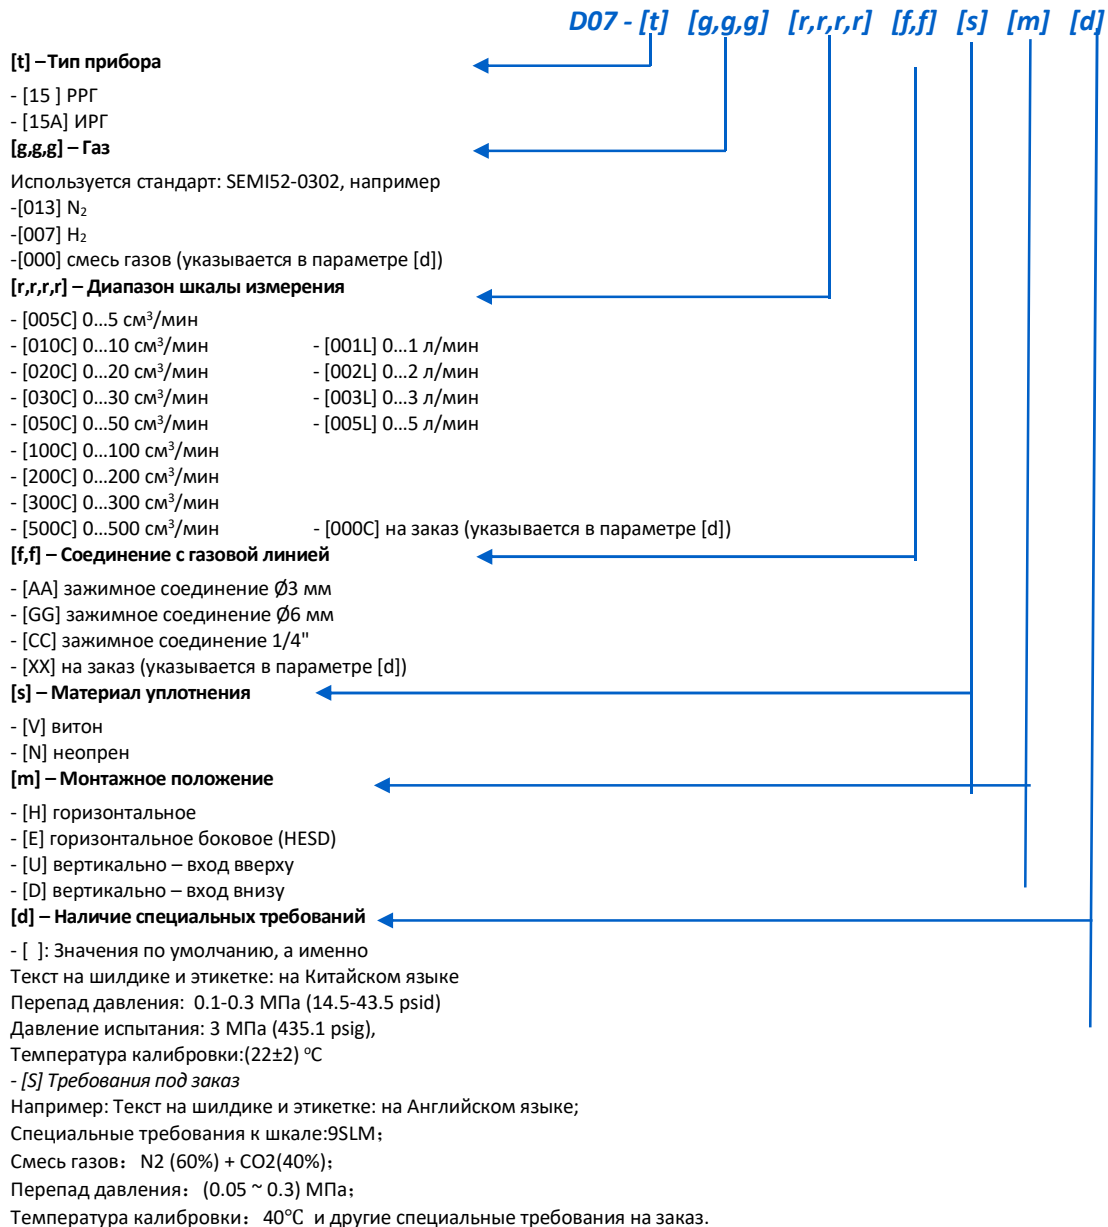 D07 - [t] [g,g,g] [r,r,r,r] [f,f] [s] [m] [d]
[t] – Тип прибора
- [15 ] РРГ
- [15A] ИРГ
[g,g,g] – Газ
Используется стандарт: SEMI52-0302, например
-[013] N₂
-[007] H₂
-[000] смесь газов (указывается в параметре [d])
[r,r,r,r] – Диапазон шкалы измерения
- [005C] 0...5 см³/мин
- [010C] 0...10 см³/мин - [001L] 0...1 л/мин
- [020C] 0...20 см³/мин - [002L] 0...2 л/мин
- [030C] 0...30 см³/мин - [003L] 0...3 л/мин
- [050C] 0...50 см³/мин - [005L] 0...5 л/мин
- [100C] 0...100 см³/мин
- [200C] 0...200 см³/мин
- [300C] 0...300 см³/мин
- [500C] 0...500 см³/мин - [000C] на заказ (указывается в параметре [d])
[f,f] – Соединение с газовой линией
- [AA] зажимное соединение Ø3 мм
- [GG] зажимное соединение Ø6 мм
- [CC] зажимное соединение 1/4"
- [XX] на заказ (указывается в параметре [d])
[s] – Материал уплотнения
- [V] витон
- [N] неопрен
[m] – Монтажное положение
- [H] горизонтальное
- [E] горизонтальное боковое (HESD)
- [U] вертикально – вход вверху
- [D] вертикально – вход внизу
[d] – Наличие специальных требований
- [ ]: Значения по умолчанию, а именно
Текст на шилдике и этикетке: на Китайском языке
Перепад давления: 0.1-0.3 МПа (14.5-43.5 psid)
Давление испытания: 3 МПа (435.1 psig),
Температура калибровки:(22±2) ºС
- [S] Требования под заказ
Например: Текст на шилдике и этикетке: на Английском языке;
Специальные требования к шкале:9SLM；
Смесь газов： N2 (60%) + CO2(40%)；
Перепад давления： (0.05 ~ 0.3) МПа；
Температура калибровки： 40℃ и другие специальные требования на заказ.